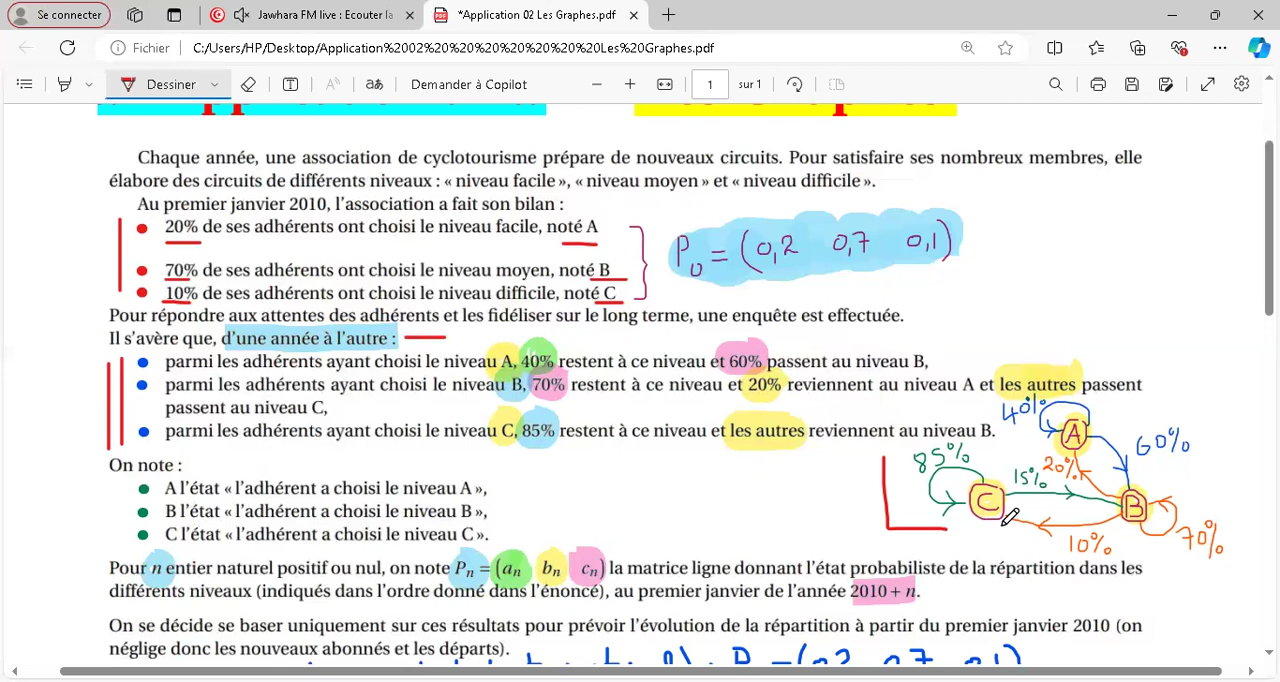 Se connecter
Jawhara FM live : Ecouter la
*Application 02 Les Graphes.pdf
Fichier
C:/Users/HP/Desktop/Application%2002%20%20%20%20%20%20%20Les%20Graphes.pdf
Dessiner
aあ
Demander à Copilot
1 sur 1
Chaque année, une association de cyclotourisme prépare de nouveaux circuits. Pour satisfaire ses nombreux membres, elle
élabore des circuits de différents niveaux : « niveau facile », « niveau moyen » et « niveau difficile ».
Au premier janvier 2010, l'association a fait son bilan :
20% de ses adhérents ont choisi le niveau facile, noté A
70% de ses adhérents ont choisi le niveau moyen, noté B
10% de ses adhérents ont choisi le niveau difficile, noté C
P0 = (0,2 0,7 0,1)
Pour répondre aux attentes des adhérents et les fidéliser sur le long terme, une enquête est effectuée.
Il s'avère que, d'une année à l'autre :
parmi les adhérents ayant choisi le niveau A, 40% restent à ce niveau et 60% passent au niveau B,
parmi les adhérents ayant choisi le niveau B, 70% restent à ce niveau et 20% reviennent au niveau A et les autres passent
passent au niveau C,
parmi les adhérents ayant choisi le niveau C, 85% restent à ce niveau et les autres reviennent au niveau B.
40%
A
60%
85%
20%
15%
C
B
10%
70%
On note :
A l'état « l'adhérent a choisi le niveau A »,
B l'état « l'adhérent a choisi le niveau B »,
C l'état « l'adhérent a choisi le niveau C ».
Pour n entier naturel positif ou nul, on note Pn = (an bn cn) la matrice ligne donnant l'état probabiliste de la répartition dans les
différents niveaux (indiqués dans l'ordre donné dans l'énoncé), au premier janvier de l'année 2010 + n.
On se décide se baser uniquement sur ces résultats pour prévoir l'évolution de la répartition à partir du premier janvier 2010 (on
néglige donc les nouveaux abonnés et les départs).